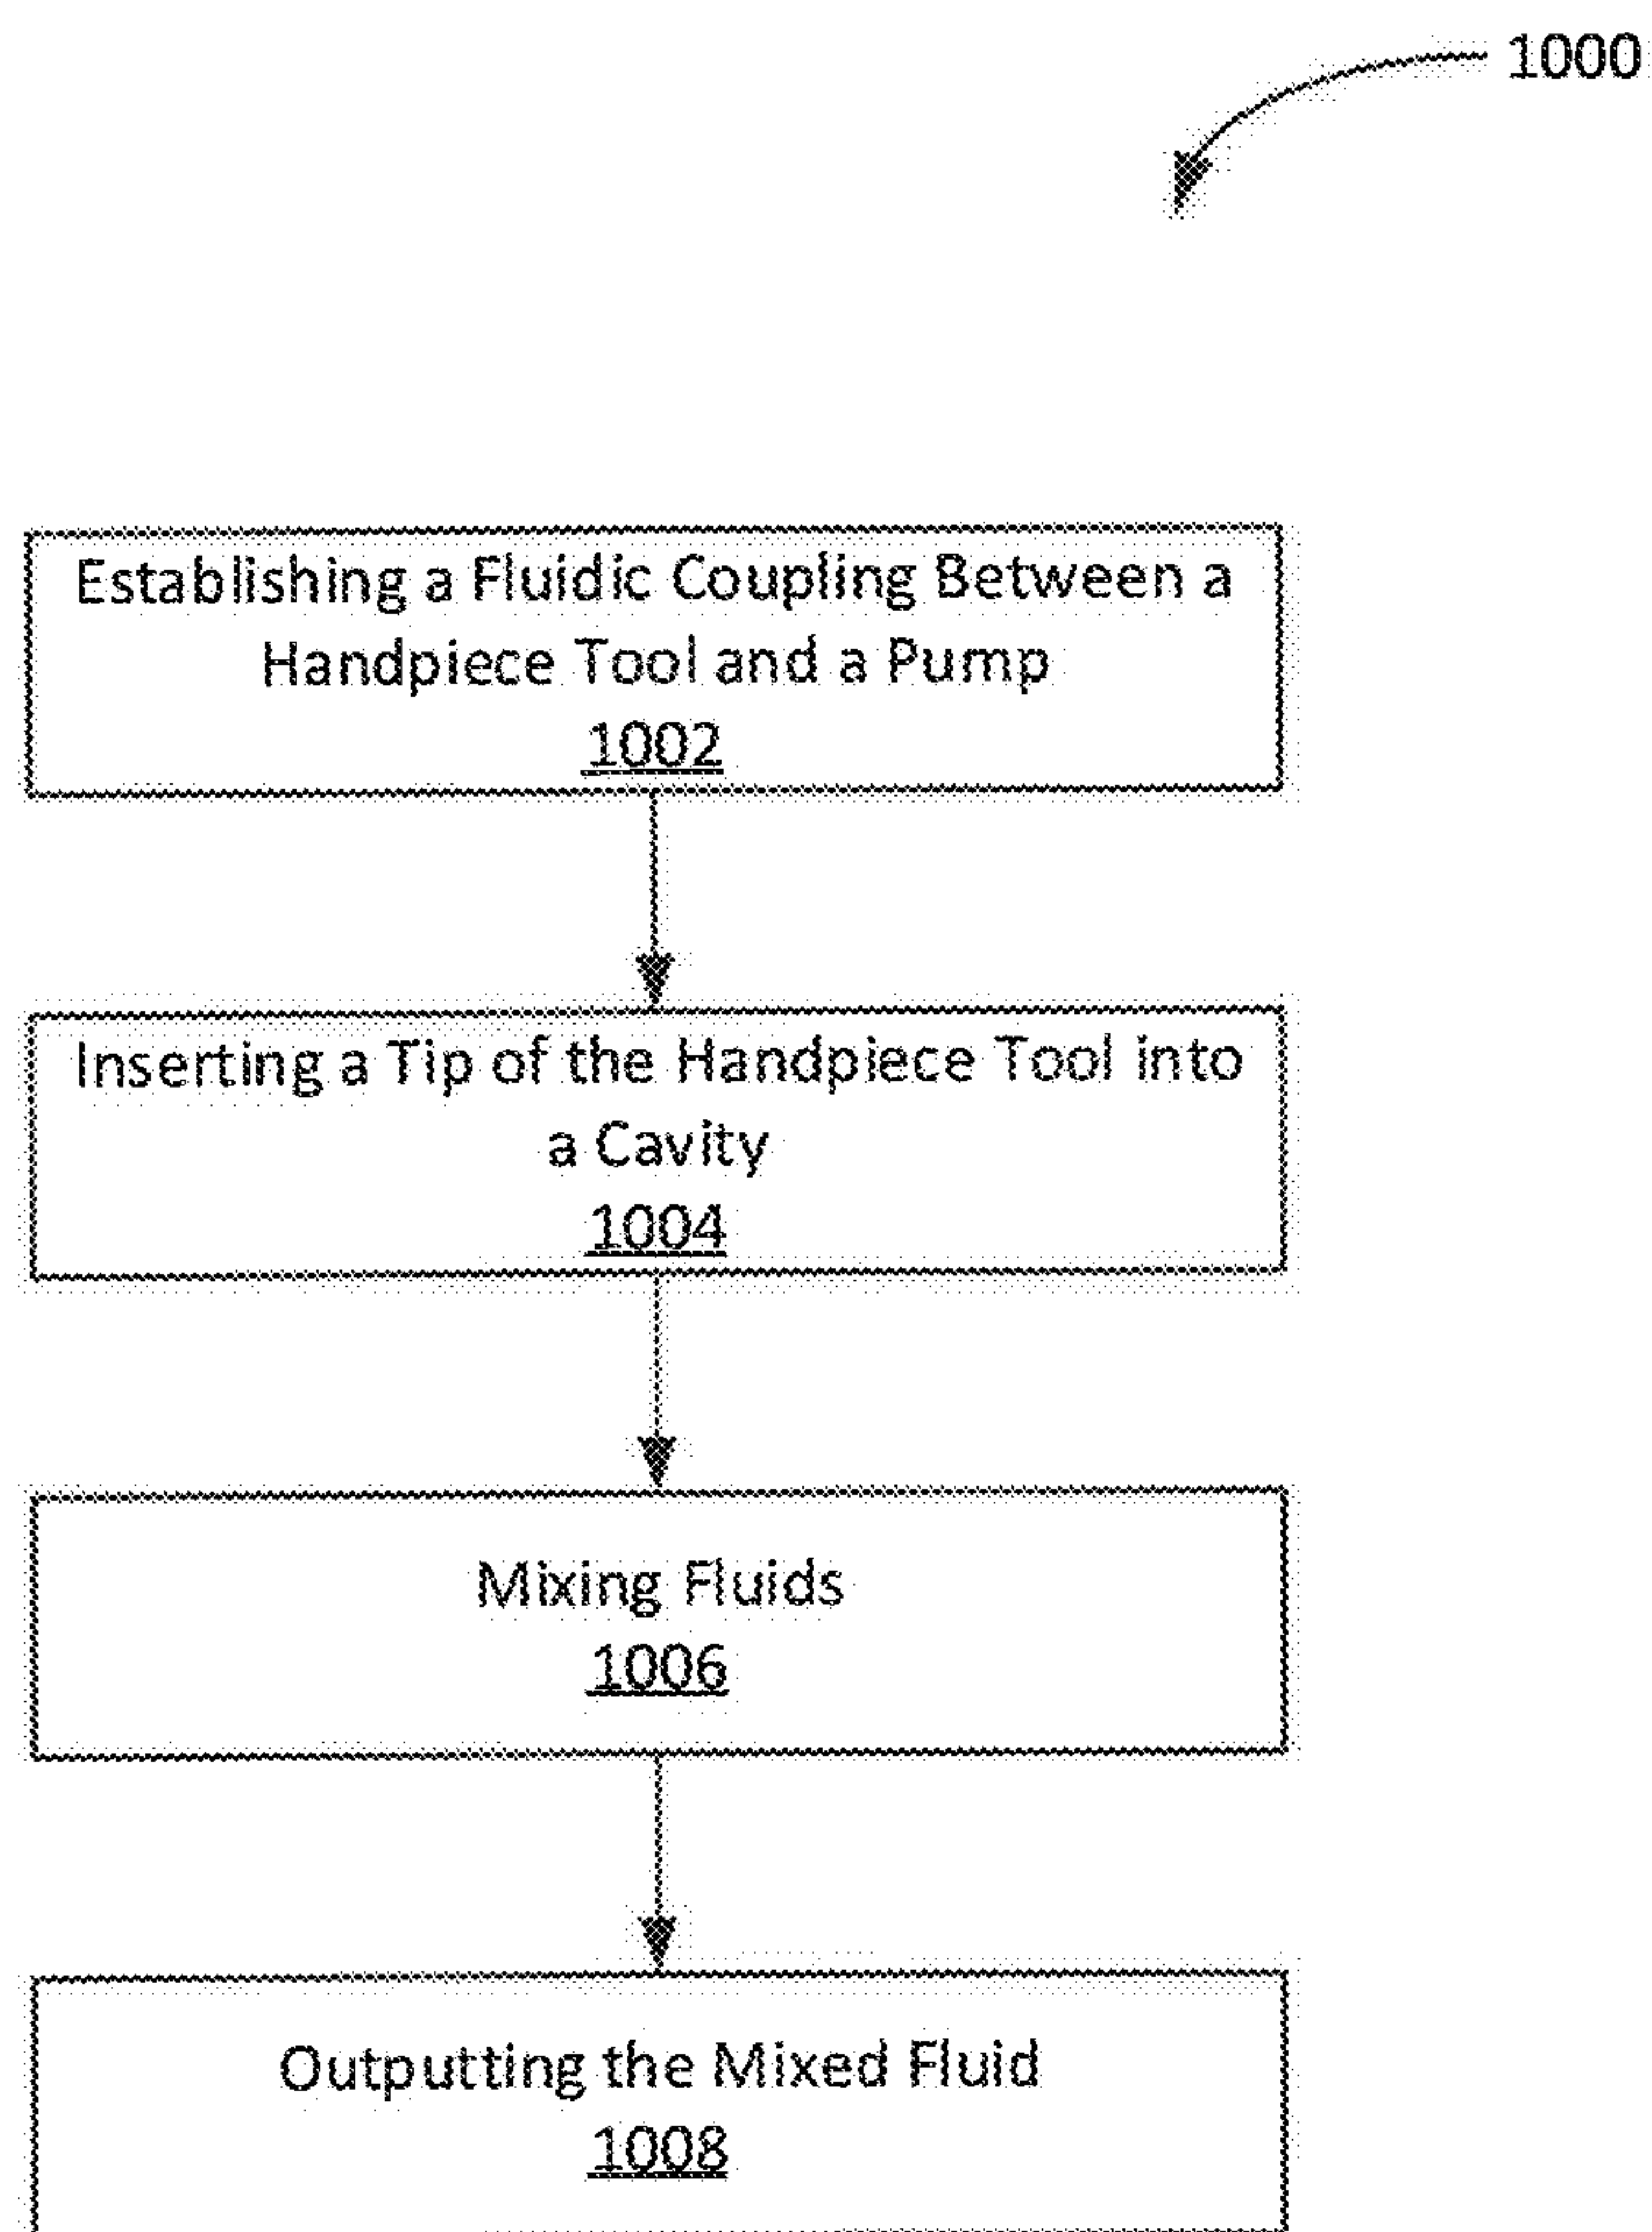 1000
Establishing a Fluidic Coupling Between a
Handpiece Tool and a Pump
1002
Inserting a Tip of the Handpiece Tool into
a Cavity
1004
Mixing Fluids
1006
Outputting the Mixed Fluid
1008